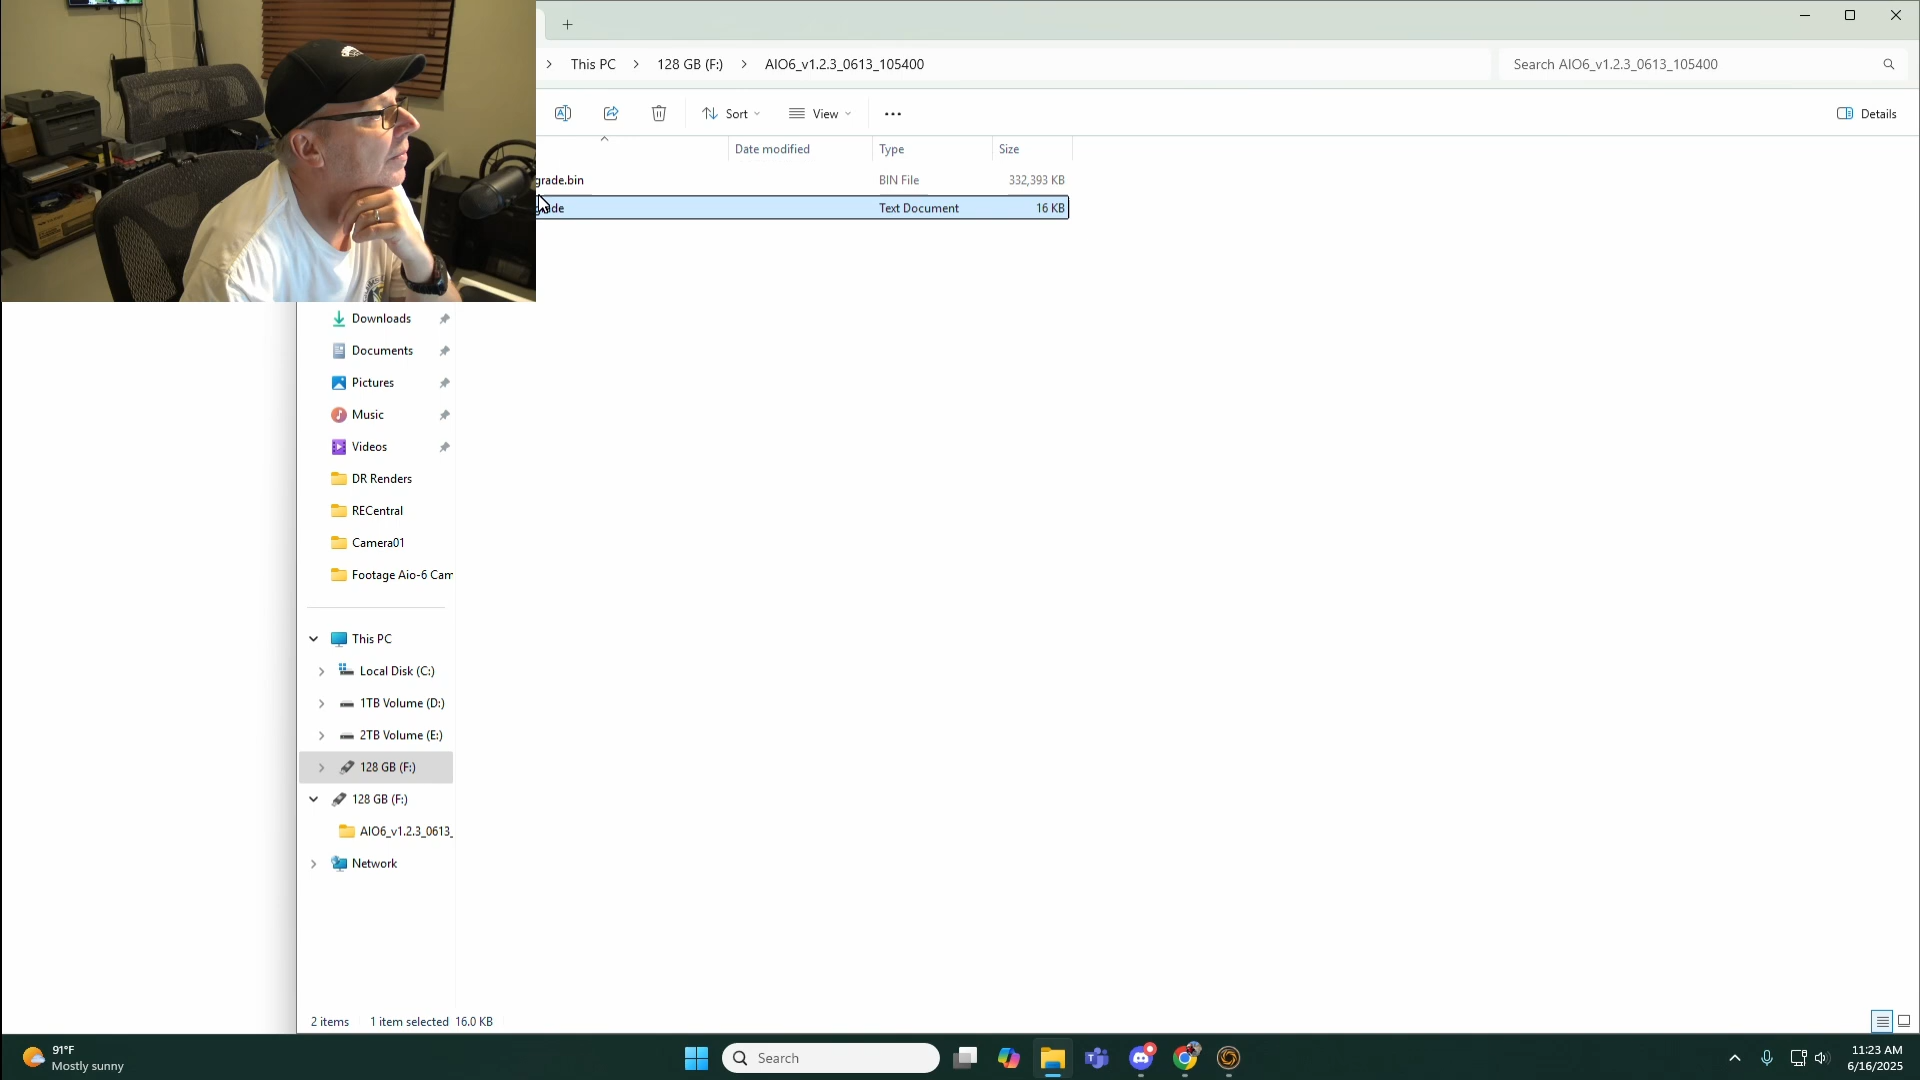 This PC
128 GB (F:)
AIO6_v1.2.3_0613_105400
Search AIO6_v1.2.3_0613_105400
Sort
View
Details
Date modified
Type
Size
grade.bin
BIN File
332,393 KB
Text Document
16 KB
Downloads
Documents
Pictures
Music
Videos
DR Renders
RECentral
Camera01
Footage Aio-6 Cam
This PC
Local Disk (C:)
1TB Volume (D:)
2TB Volume (E:)
128 GB (F:)
128 GB (F:)
AIO6_v1.2.3_0613_
Network
2 items
1 item selected 16.0 KB
91°F
Mostly sunny
Search
11:23 AM
6/16/2025